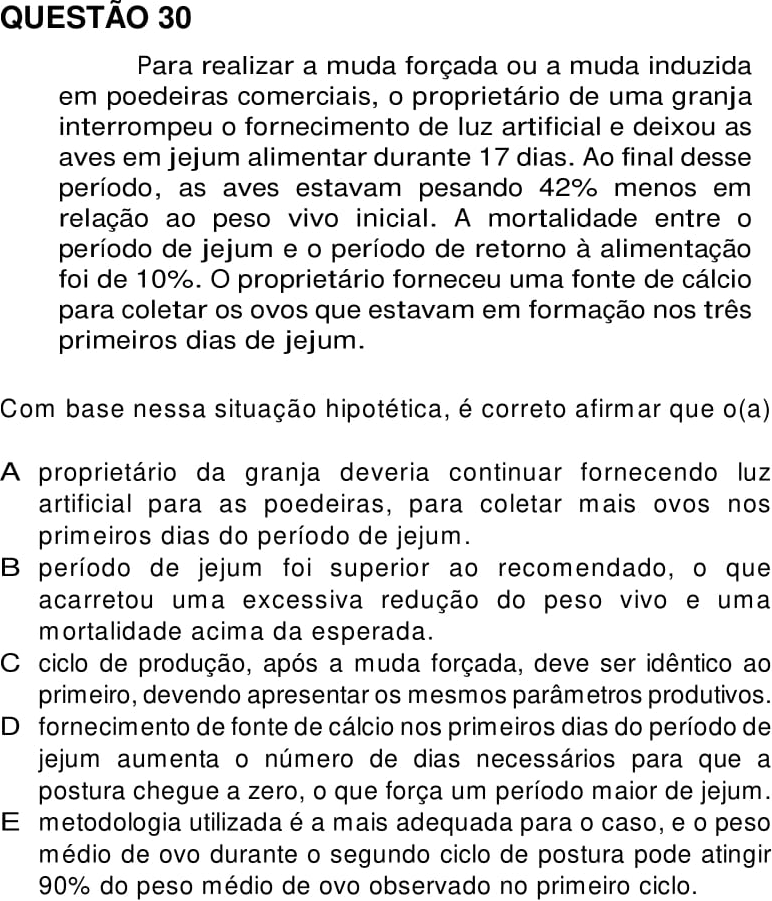 QUESTÃO 30
Para realizar a muda forçada ou a muda induzida
em poedeiras comerciais, o proprietário de uma granja
interrompeu o fornecimento de luz artificial e deixou as
aves em jejum alimentar durante 17 dias. Ao final desse
período, as aves estavam pesando 42% menos em
relação ao peso vivo inicial. A mortalidade entre o
período de jejum e o período de retorno à alimentação
foi de 10%. O proprietário forneceu uma fonte de cálcio
para coletar os ovos que estavam em formação nos três
primeiros dias de jejum.
Com base nessa situação hipotética, é correto afirmar que o(a)
A proprietário da granja deveria continuar fornecendo luz
artificial para as poedeiras, para coletar mais ovos nos
primeiros dias do período de jejum.
B período de jejum foi superior ao recomendado, o que
acarretou uma excessiva redução do peso vivo e uma
mortalidade acima da esperada.
C ciclo de produção, após a muda forçada, deve ser idêntico ao
primeiro, devendo apresentar os mesmos parâmetros produtivos.
D fornecimento de fonte de cálcio nos primeiros dias do período de
jejum aumenta o número de dias necessários para que a
postura chegue a zero, o que força um período maior de jejum.
E metodologia utilizada é a mais adequada para o caso, e o peso
médio de ovo durante o segundo ciclo de postura pode atingir
90% do peso médio de ovo observado no primeiro ciclo.